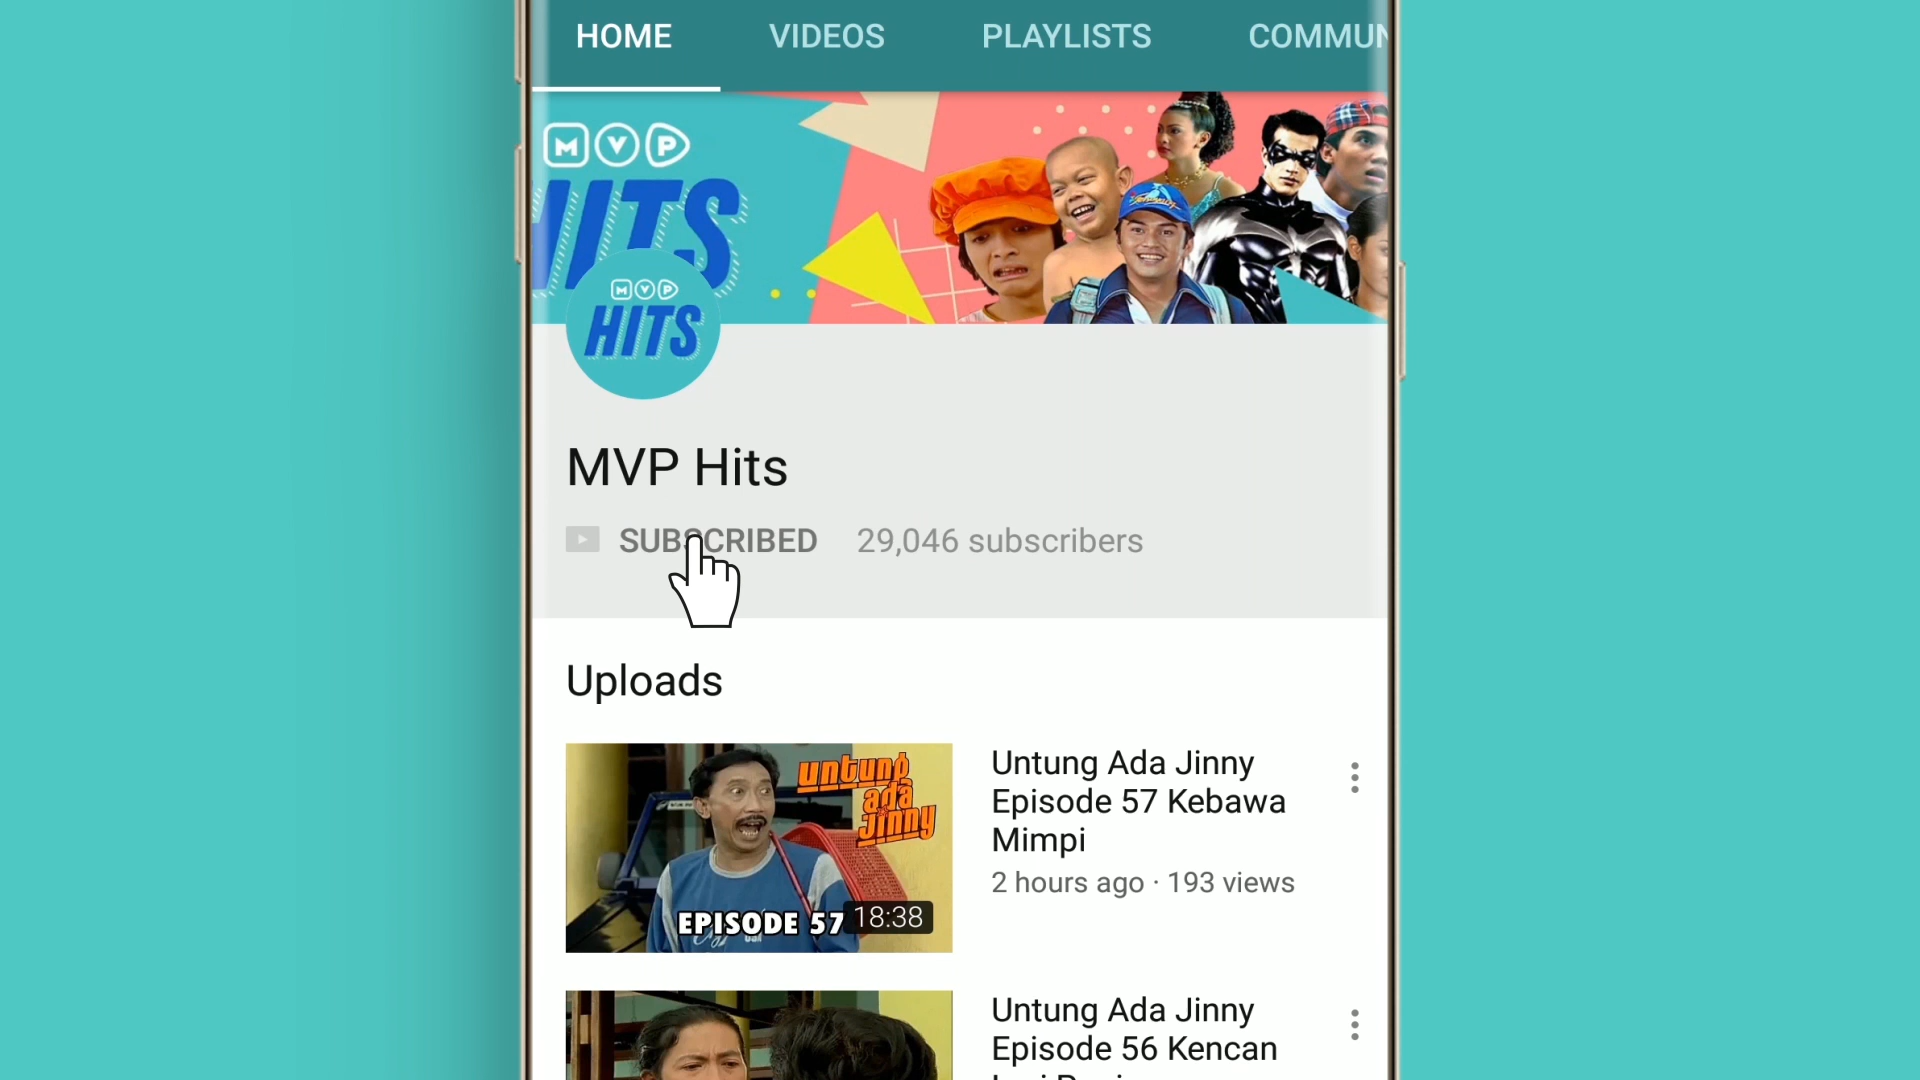 HOME VIDEOS PLAYLISTS COMMUN
MVP
HITS
MVP
HITS
MVP Hits
SUBSCRIBED 29,046 subscribers
Uploads
untung
ada
jinny
EPISODE 57
18:38
Untung Ada Jinny
Episode 57 Kebawa
Mimpi
2 hours ago · 193 views
Untung Ada Jinny
Episode 56 Kencan